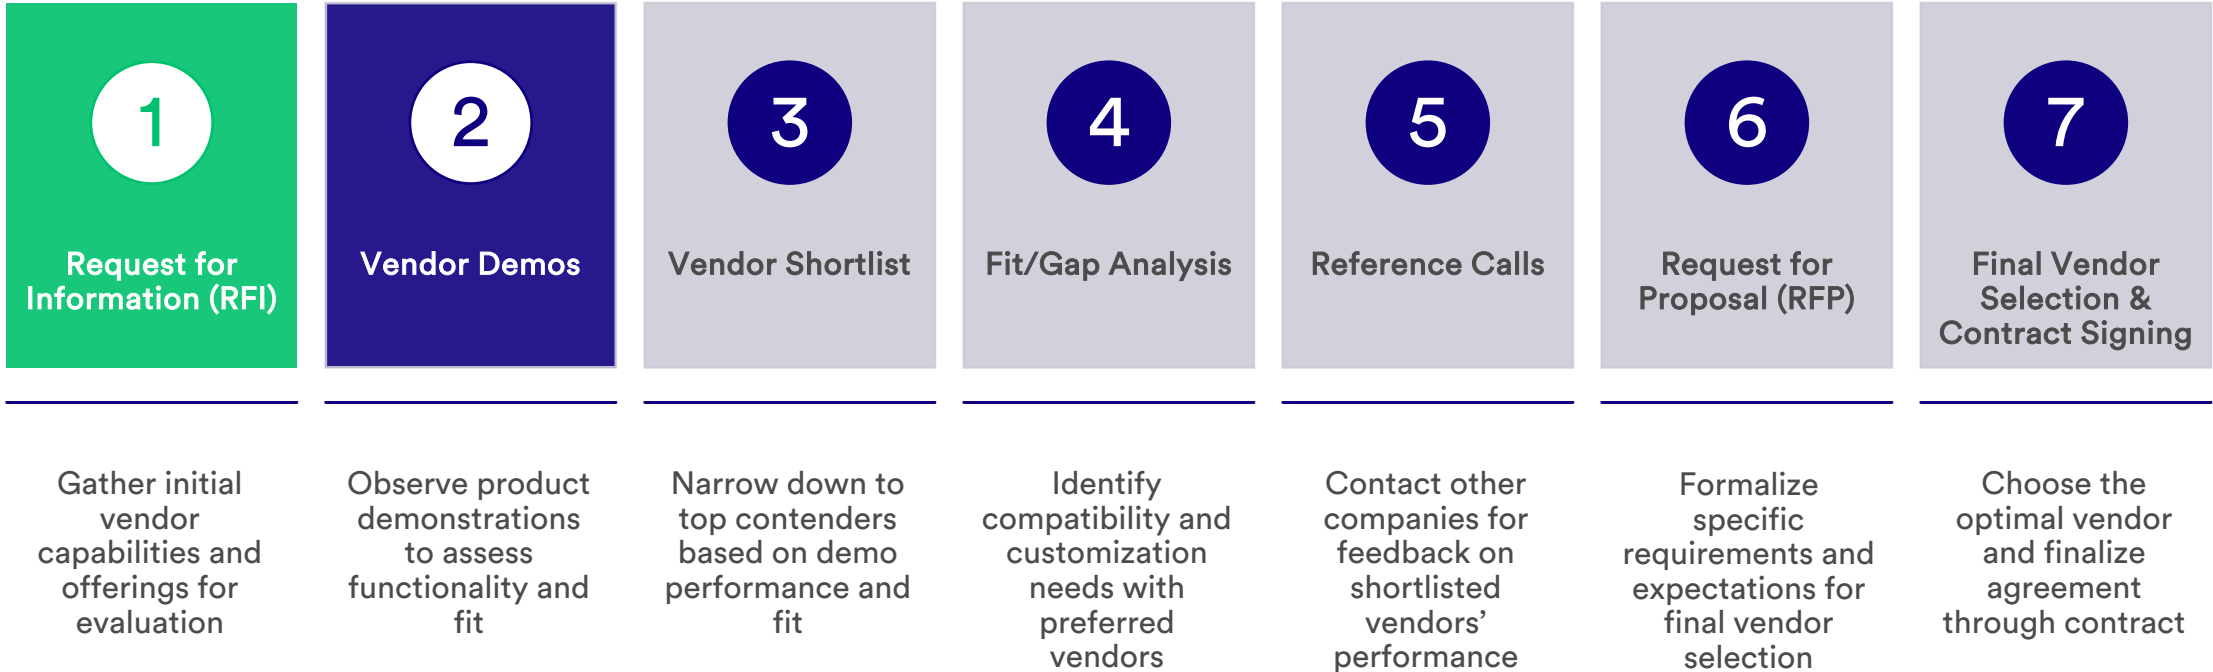 1
Request for
Information (RFI)
Gather initial
vendor
capabilities and
offerings for
evaluation
2
Vendor Demos
Observe product
demonstrations
to assess
functionality and
fit
3
Vendor Shortlist
Narrow down to
top contenders
based on demo
performance and
fit
4
Fit/Gap Analysis
Identify
compatibility and
customization
needs with
preferred
vendors
5
Reference Calls
Contact other
companies for
feedback on
shortlisted
vendors’
performance
6
Request for
Proposal (RFP)
Formalize
specific
requirements and
expectations for
final vendor
selection
7
Final Vendor
Selection &
Contract Signing
Choose the
optimal vendor
and finalize
agreement
through contract